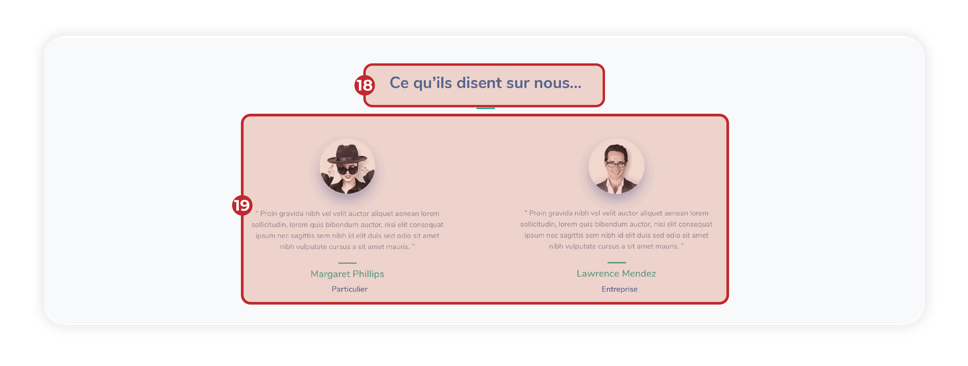 18
Ce qu'ils disent sur nous...
19
" Proin gravida nibh vel velit auctor aliquet aenean lorem
sollicitudin, lorem quis bibendum auctor, nisi elit consequat
ipsum nec sagittis sem nibh id elit duis sed odio sit amet
nibh vulputate cursus a sit amet mauris. "
Margaret Phillips
Particulier
" Proin gravida nibh vel velit auctor aliquet aenean lorem
sollicitudin, lorem quis bibendum auctor, nisi elit consequat
ipsum nec sagittis sem nibh id elit duis sed odio sit amet
nibh vulputate cursus a sit amet mauris. "
Lawrence Mendez
Entreprise